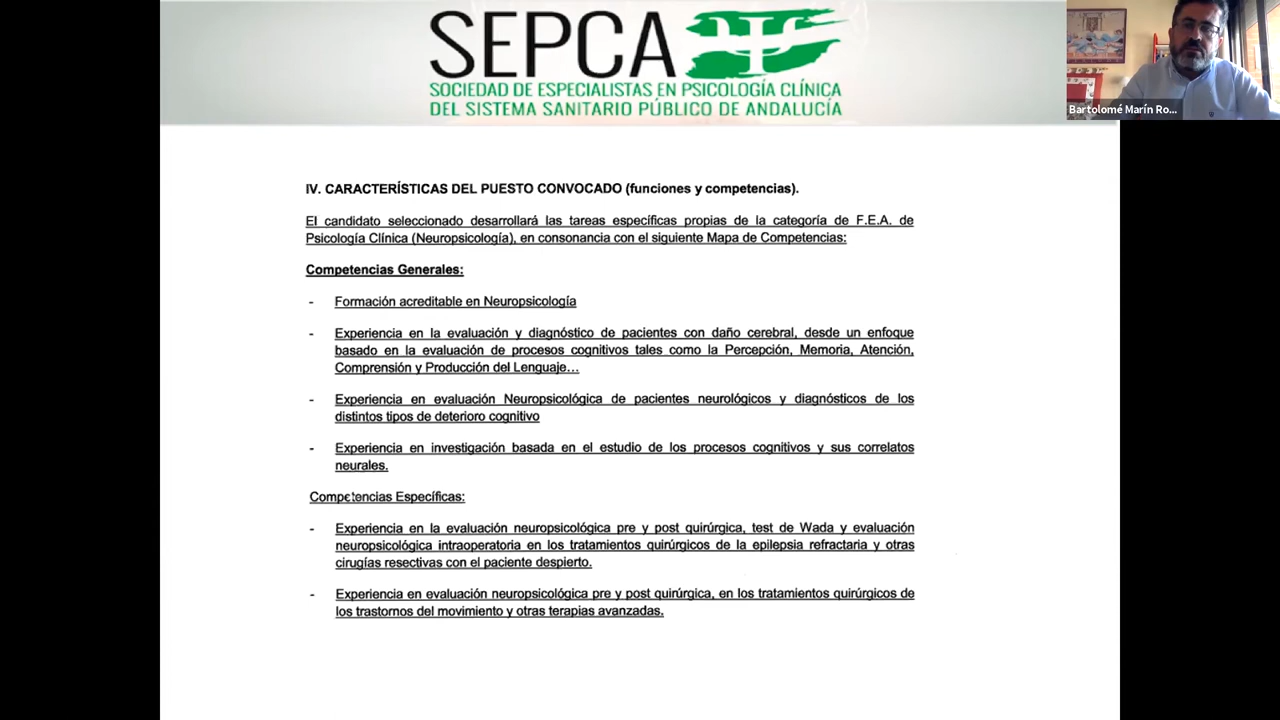 SEPCA
SOCIEDAD DE ESPECIALISTAS EN PSICOLOGÍA CLÍNICA
DEL SISTEMA SANITARIO PÚBLICO DE ANDALUCÍA
Bartolomé Marín Ro...
IV. CARACTERÍSTICAS DEL PUESTO CONVOCADO (funciones y competencias).
El candidato seleccionado desarrollará las tareas específicas propias de la categoría de F.E.A. de
Psicología Clínica (Neuropsicología), en consonancia con el siguiente Mapa de Competencias:
Competencias Generales:
- Formación acreditable en Neuropsicología
- Experiencia en la evaluación y diagnóstico de pacientes con daño cerebral, desde un enfoque
basado en la evaluación de procesos cognitivos tales como la Percepción, Memoria, Atención,
Comprensión y Producción del Lenguaje...
- Experiencia en evaluación Neuropsicológica de pacientes neurológicos y diagnósticos de los
distintos tipos de deterioro cognitivo
- Experiencia en investigación basada en el estudio de los procesos cognitivos y sus correlatos
neurales.
Competencias Específicas:
- Experiencia en la evaluación neuropsicológica pre y post quirúrgica, test de Wada y evaluación
neuropsicológica intraoperatoria en los tratamientos quirúrgicos de la epilepsia refractaria y otras
cirugías resectivas con el paciente despierto.
- Experiencia en evaluación neuropsicológica pre y post quirúrgica, en los tratamientos quirúrgicos de
los trastornos del movimiento y otras terapias avanzadas.